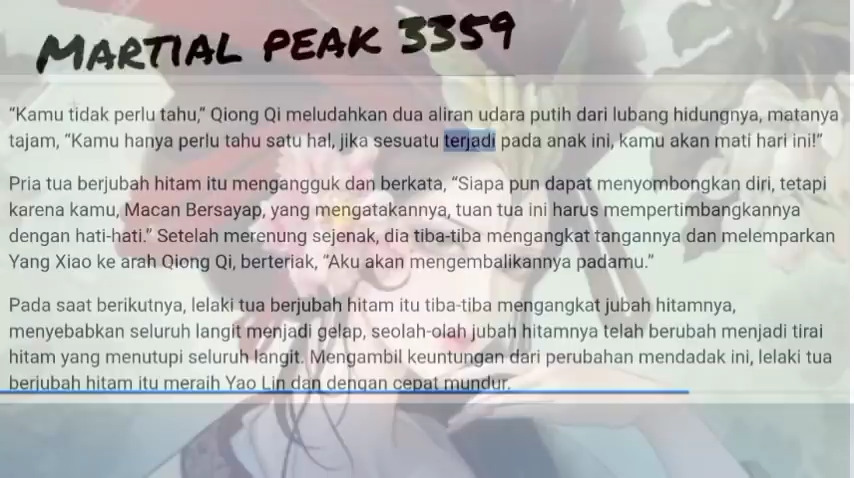 MARTIAL PEAK 3359
“Kamu tidak perlu tahu,” Qiong Qi meludahkan dua aliran udara putih dari lubang hidungnya, matanya
tajam, “Kamu hanya perlu tahu satu hal, jika sesuatu terjadi pada anak ini, kamu akan mati hari ini!”
Pria tua berjubah hitam itu mengangguk dan berkata, “Siapa pun dapat menyombongkan diri, tetapi
karena kamu, Macan Bersayap, yang mengatakannya, tuan tua ini harus mempertimbangkannya
dengan hati-hati.” Setelah merenung sejenak, dia tiba-tiba mengangkat tangannya dan melemparkan
Yang Xiao ke arah Qiong Qi, berteriak, “Aku akan mengembalikannya padamu.”
Pada saat berikutnya, lelaki tua berjubah hitam itu tiba-tiba mengangkat jubah hitamnya,
menyebabkan seluruh langit menjadi gelap, seolah-olah jubah hitamnya telah berubah menjadi tirai
hitam yang menutupi seluruh langit. Mengambil keuntungan dari perubahan mendadak ini, lelaki tua
berjubah hitam itu meraih Yao Lin dan dengan cepat mundur.